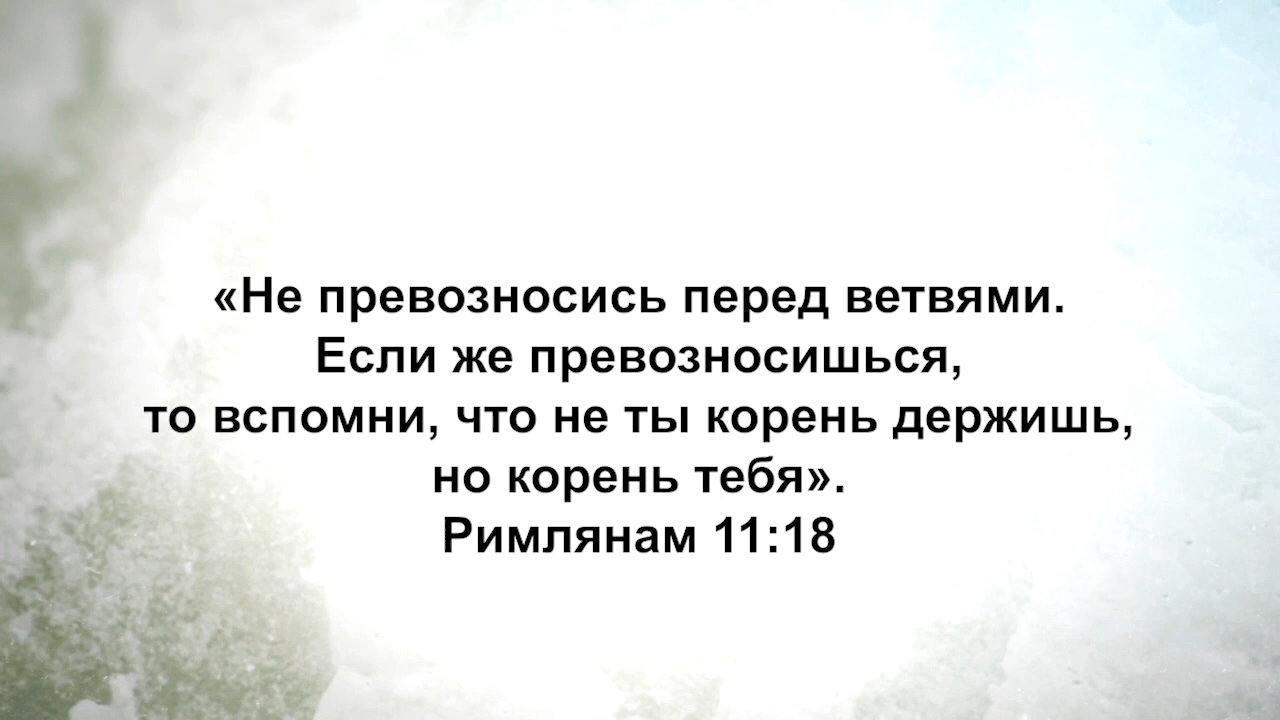 «Не превозносись перед ветвями.
Если же превозносишься,
то вспомни, что не ты корень держишь,
но корень тебя».
Римлянам 11:18